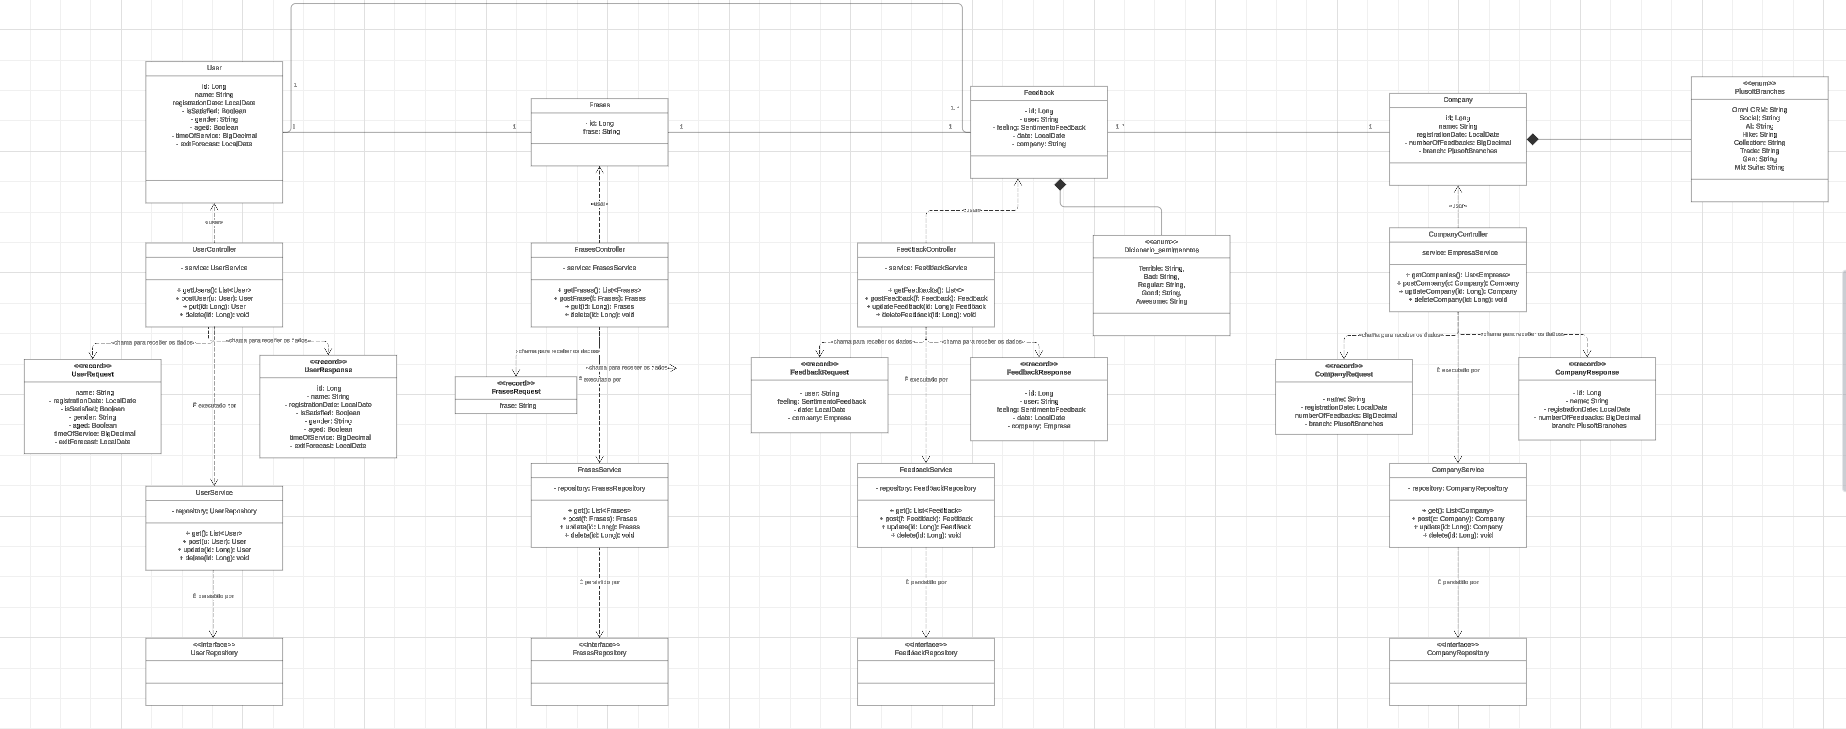 User
id: Long
name: String
registrationDate: LocalDate
- isSatisfied: Boolean
- gender: String
- aged: Boolean
- timeOfService: BigDecimal
- exitForecast: LocalDate
1
1
1
Frases
- id: Long
frase: String
1
1
1..*
Feedback
- id: Long
- user: String
- feeling: SentimentoFeedback
- date: LocalDate
- company: String
1 *
1
Company
id: Long
name: String
registrationDate: LocalDate
- numberOfFeedbacks: BigDecimal
- branch: PlusoftBranches
<<enum>>
PlusoftBranches
Omni CRM: String
Social: String
AI: String
Hike: String
Collection: String
Trade: String
Gen: String
Mkt Suite: String
<usar>
<usar>
<usar>
<usar>
UserController
- service: UserService
+ getUsers(): List<User>
+ postUser(u: User): User
+ put(id: Long): User
+ delete(id: Long): void
FrasesController
- service: FrasesService
+ getFrases(): List<Frases>
+ postFrase(f: Frases): Frases
+ put(id: Long): Frases
+ delete(id: Long): void
FeedbackController
- service: FeedbackService
+ getFeedbacks(): List<>
+ postFeedback(f: Feedback): Feedback
+ updateFeedback(id: Long): Feedback
+ deleteFeedback(id: Long): void
<<enum>>
Dicionario_sentimentos
Terrible: String,
Bad: String,
Regular: String,
Good: String,
Awesome: String
CompanyController
service: EmpresaService
+ getCompanies(): List<Empresa>
+ postCompany(c: Company): Company
+ updateCompany(id: Long): Company
+ deleteCompany(id: Long): void
<chama para receber os dados>
<chama para receber os dados>
<chama para receber os dados>
<chama para receber os dados>
<chama para receber os dados>
<chama para receber os dados>
<chama para receber os dados>
<chama para receber os dados>
<<record>>
UserRequest
name: String
- registrationDate: LocalDate
- isSatisfied: Boolean
- gender: String
- aged: Boolean
timeOfService: BigDecimal
- exitForecast: LocalDate
<<record>>
UserResponse
id: Long
- name: String
- registrationDate: LocalDate
- isSatisfied: Boolean
- gender: String
- aged: Boolean
timeOfService: BigDecimal
- exitForecast: LocalDate
<<record>>
FrasesRequest
frase: String
<<record>>
FeedbackRequest
- user: String
feeling: SentimentoFeedback
- date: LocalDate
- company: Emprese
<<record>>
FeedbackResponse
- id: Long
- user: String
feeling: SentimentoFeedback
- date: LocalDate
- company: Emprese
<<record>>
CompanyRequest
- name: String
- registrationDate: LocalDate
numberOfFeedbacks: BigDecimal
- branch: PlusoftBranches
<<record>>
CompanyResponse
- id: Long
- name: String
- registrationDate: LocalDate
- numberOfFeedbacks: BigDecimal
branch: PlusoftBranches
É executado por
É executado por
É executado por
É executado por
UserService
- repository: UserRepository
+ get(): List<User>
+ post(u: User): User
+ update(id: Long): User
+ delete(id: Long): void
FrasesService
- repository: FrasesRepository
+ get(): List<Frases>
+ post(f: Frases): Frases
+ update(id: Long): Frases
+ delete(id: Long): void
FeedbackService
- repository: FeedbackRepository
+ get(): List<Feedback>
+ post(f: Feedback): Feedback
+ update(id: Long): Feedback
+ delete(id: Long): void
CompanyService
- repository: CompanyRepository
+ get(): List<Company>
+ post(c: Company): Company
+ update(id: Long): Company
+ delete(id: Long): void
É persistido por
É persistido por
É persistido por
É persistido por
<<Interface>>
UserRepository
<<Interface>>
FrasesRepository
<<Interface>>
FeedbackRepository
<<Interface>>
CompanyRepository